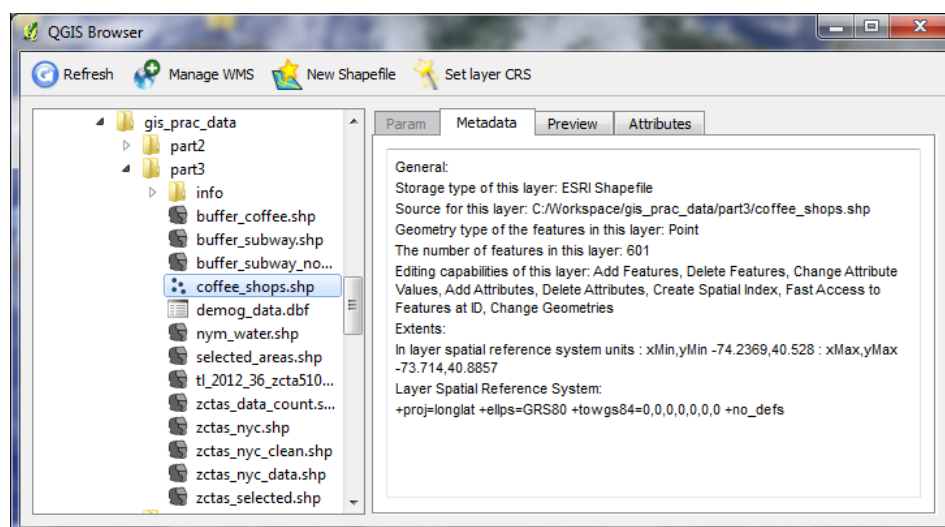 QGIS Browser
Refresh Manage WMS New Shapefile Set layer CRS
gis_prac_data
part2
part3
info
buffer_coffee.shp
buffer_subway.shp
buffer_subway_no...
coffee_shops.shp
demog_data.dbf
nym_water.shp
selected_areas.shp
tl_2012_36_zcta510...
zctas_data_count.s...
zctas_nyc.shp
zctas_nyc_clean.shp
zctas_nyc_data.shp
zctas_selected.shp
Param Metadata Preview Attributes
General:
Storage type of this layer: ESRI Shapefile
Source for this layer: C:/Workspace/gis_prac_data/part3/coffee_shops.shp
Geometry type of the features in this layer: Point
The number of features in this layer: 601
Editing capabilities of this layer: Add Features, Delete Features, Change Attribute
Values, Add Attributes, Delete Attributes, Create Spatial Index, Fast Access to
Features at ID, Change Geometries
Extents:
In layer spatial reference system units : xMin,yMin -74.2369,40.528 : xMax,yMax
-73.714,40.8857
Layer Spatial Reference System:
+proj=longlat +ellps=GRS80 +towgs84=0,0,0,0,0,0,0 +no_defs